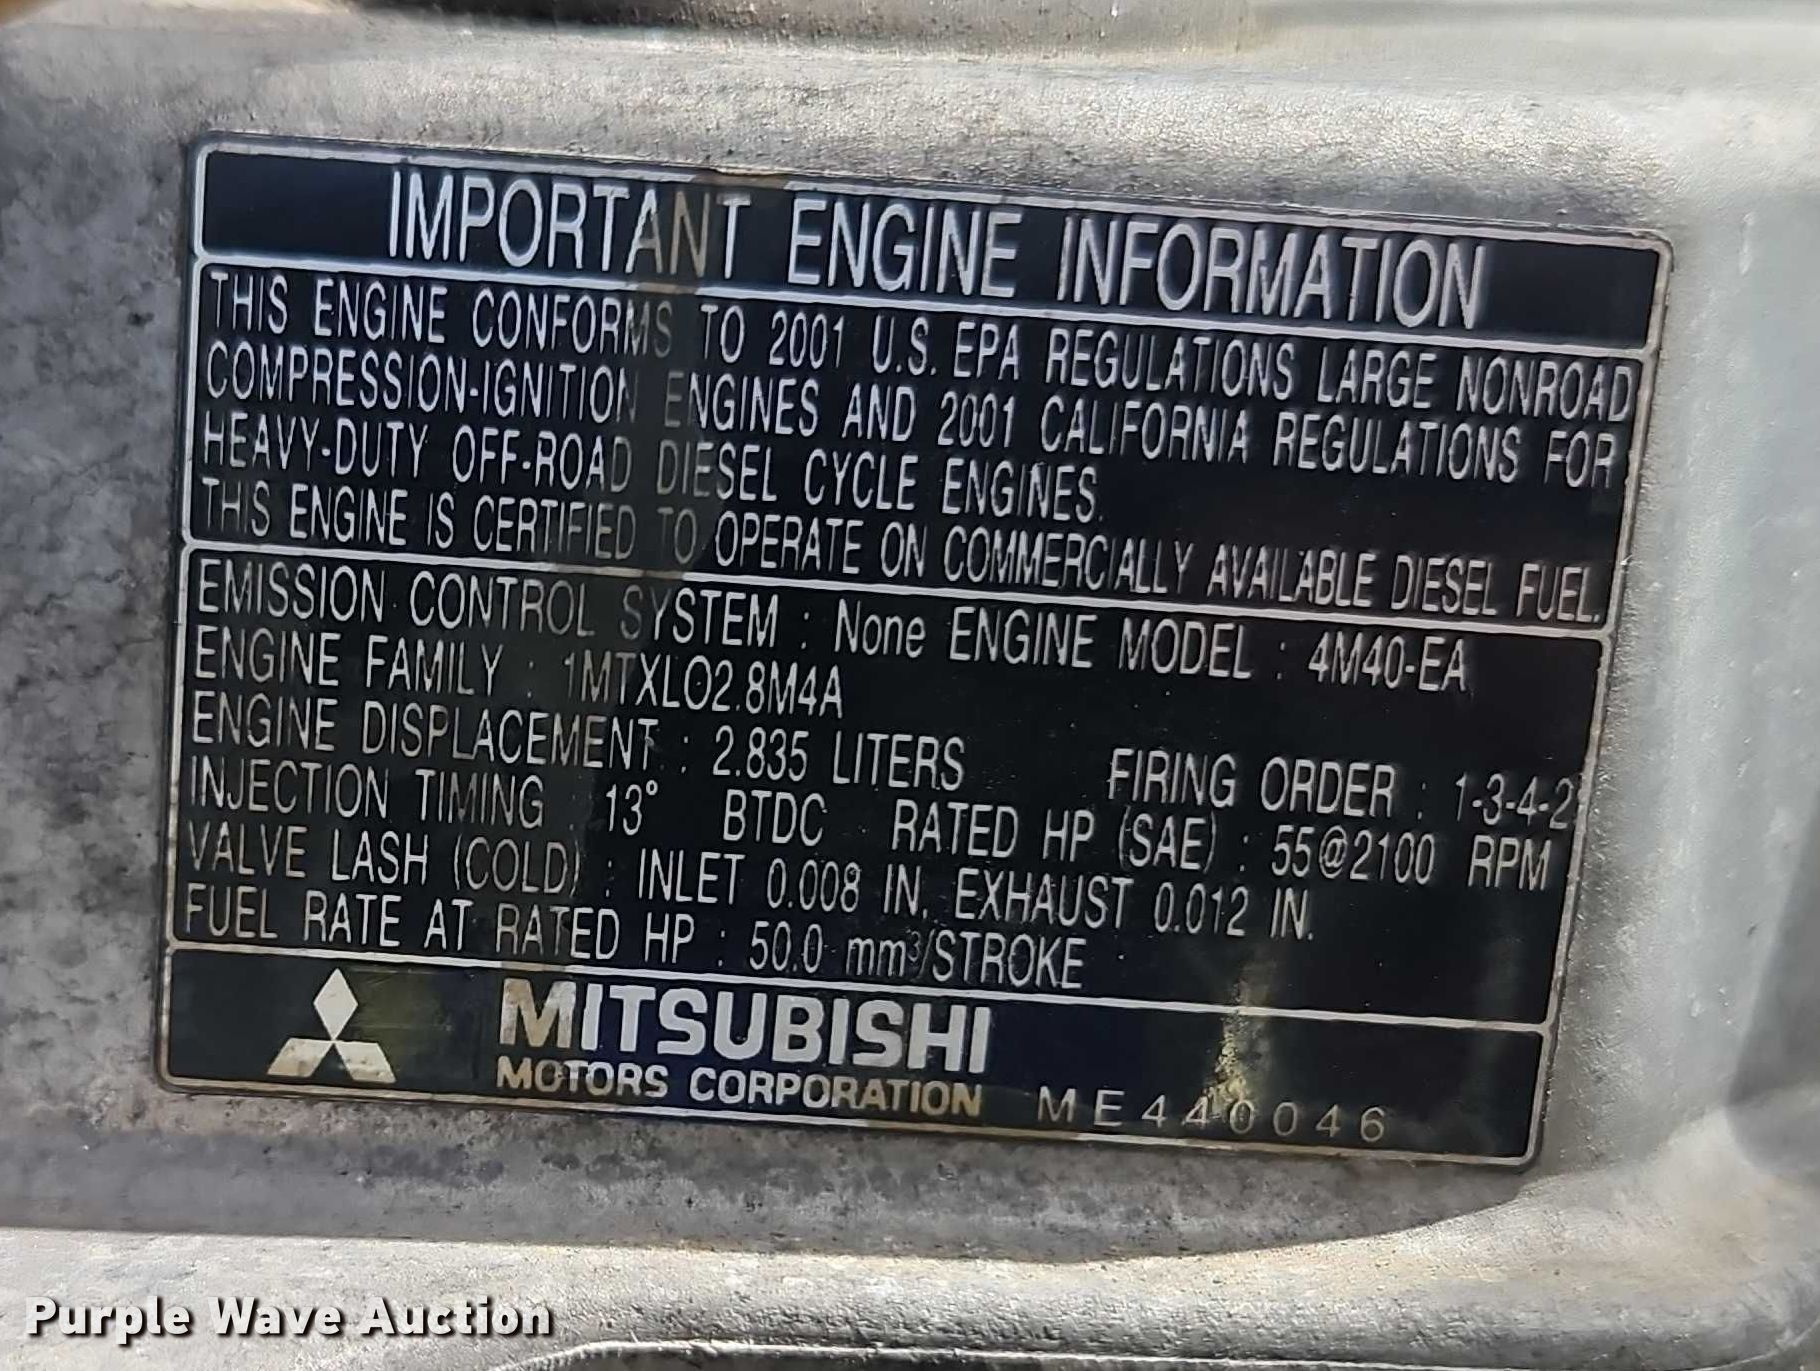 IMPORTANT ENGINE INFORMATION
THIS ENGINE CONFORMS TO 2001 U.S. EPA REGULATIONS LARGE NONROAD
COMPRESSION-IGNITION ENGINES AND 2001 CALIFORNIA REGULATIONS FOR
HEAVY-DUTY OFF-ROAD DIESEL CYCLE ENGINES.
THIS ENGINE IS CERTIFIED TO OPERATE ON COMMERCIALLY AVAILABLE DIESEL FUEL.
EMISSION CONTROL SYSTEM : None ENGINE MODEL : 4M40-EA
ENGINE FAMILY : 1MTXLO2.8M4A
ENGINE DISPLACEMENT : 2.835 LITERS FIRING ORDER : 1-3-4-2
INJECTION TIMING : 13° BTDC RATED HP (SAE) : 55@2100 RPM
VALVE LASH (COLD) : INLET 0.008 IN. EXHAUST 0.012 IN.
FUEL RATE AT RATED HP : 50.0 mm³/STROKE
MITSUBISHI
MOTORS CORPORATION ME440046
Purple Wave Auction